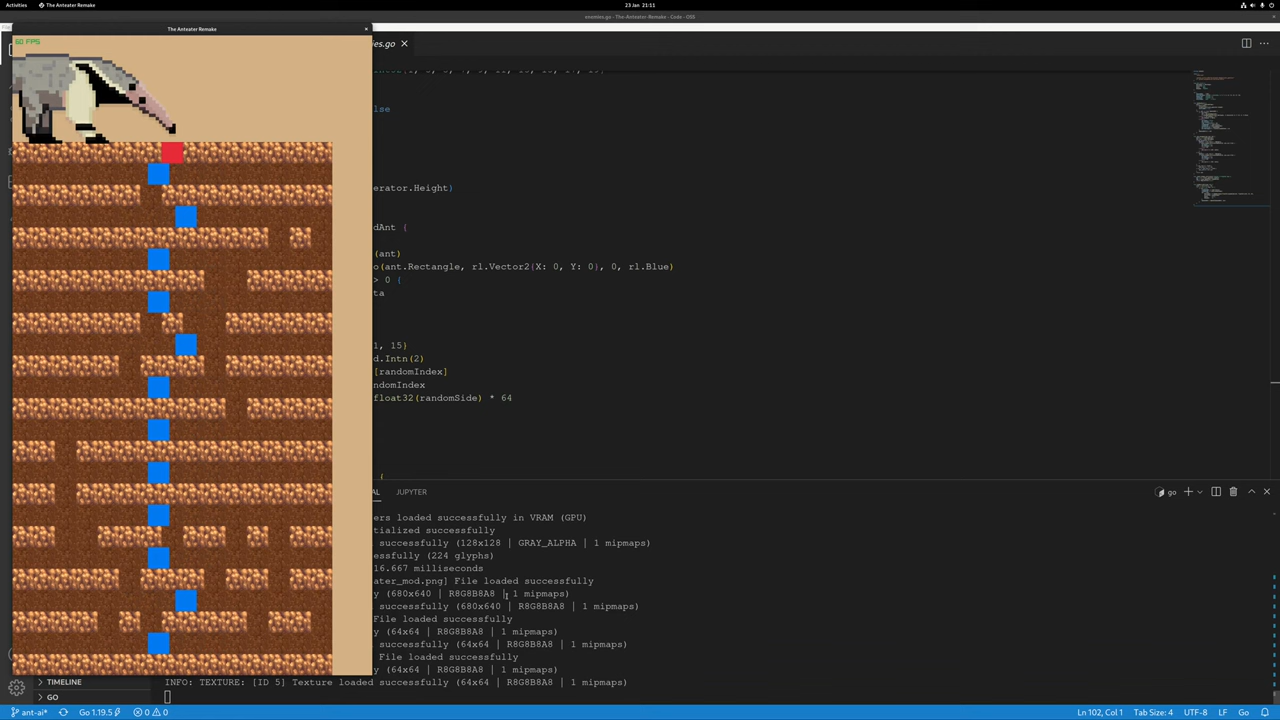 Activities
The Anteater Remake
23 Jan 21:11
enemies.go - The-Anteater-Remake - Code - OSS
The Anteater Remake
60 FPS
ies.go
else
erator.Height)
dAnt {
(ant)
o(ant.Rectangle, rl.Vector2{X: 0, Y: 0}, 0, rl.Blue)
> 0 {
ta
1, 15}
d.Intn(2)
[randomIndex]
ndomIndex
float32(randomSide) * 64
{
AL
JUPYTER
go
ers loaded successfully in VRAM (GPU)
tialized successfully
successfully (128x128 | GRAY_ALPHA | 1 mipmaps)
essfully (224 glyphs)
16.667 milliseconds
ater_mod.png] File loaded successfully
y (680x640 | R8G8B8A8 | 1 mipmaps)
d successfully (680x640 | R8G8B8A8 | 1 mipmaps)
File loaded successfully
y (64x64 | R8G8B8A8 | 1 mipmaps)
successfully (64x64 | R8G8B8A8 | 1 mipmaps)
File loaded successfully
y (64x64 | R8G8B8A8 | 1 mipmaps)
INFO: TEXTURE: [ID 5] Texture loaded successfully (64x64 | R8G8B8A8 | 1 mipmaps)
TIMELINE
GO
ant-ai*
Go 1.19.5
0
0
Ln 102, Col 1
Tab Size: 4
UTF-8
LF
Go